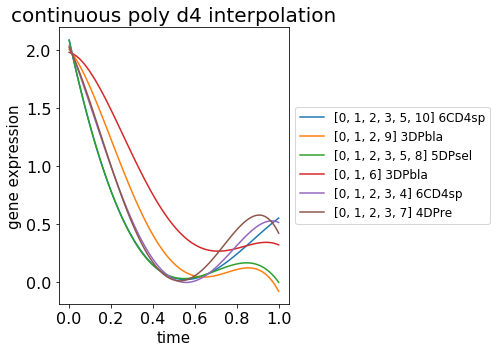 continuous poly d4 interpolation
gene expression
2.0
1.5
1.0
0.5
0.0
0.0 0.2 0.4 0.6 0.8 1.0
time
[0, 1, 2, 3, 5, 10] 6CD4sp
[0, 1, 2, 9] 3DPbla
[0, 1, 2, 3, 5, 8] 5DPsel
[0, 1, 6] 3DPbla
[0, 1, 2, 3, 4] 6CD4sp
[0, 1, 2, 3, 7] 4DPre